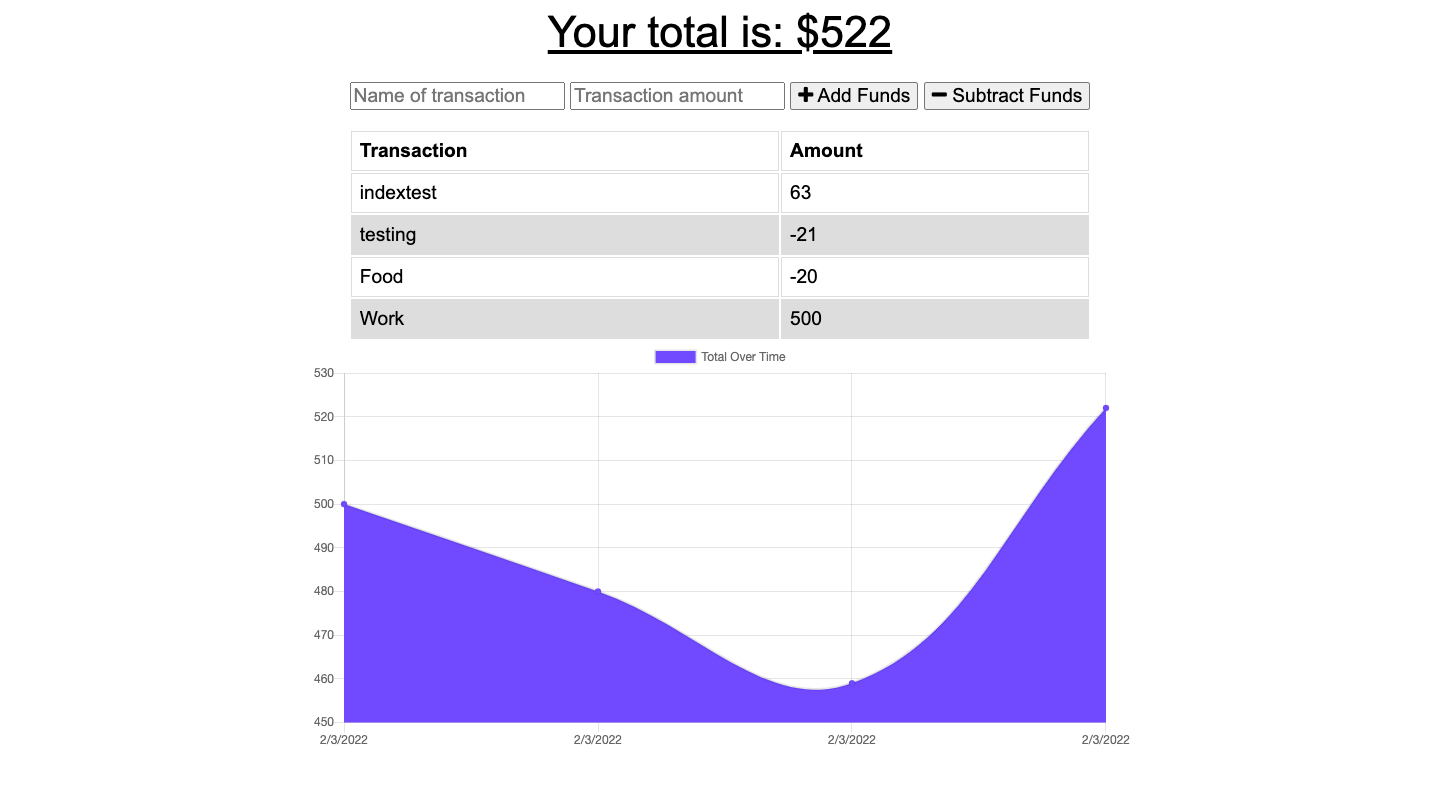 Your total is: $522
Name of transaction Transaction amount + Add Funds − Subtract Funds
Transaction Amount
indextest 63
testing -21
Food -20
Work 500
Total Over Time
530
520
510
500
490
480
470
460
450
2/3/2022 2/3/2022 2/3/2022 2/3/2022